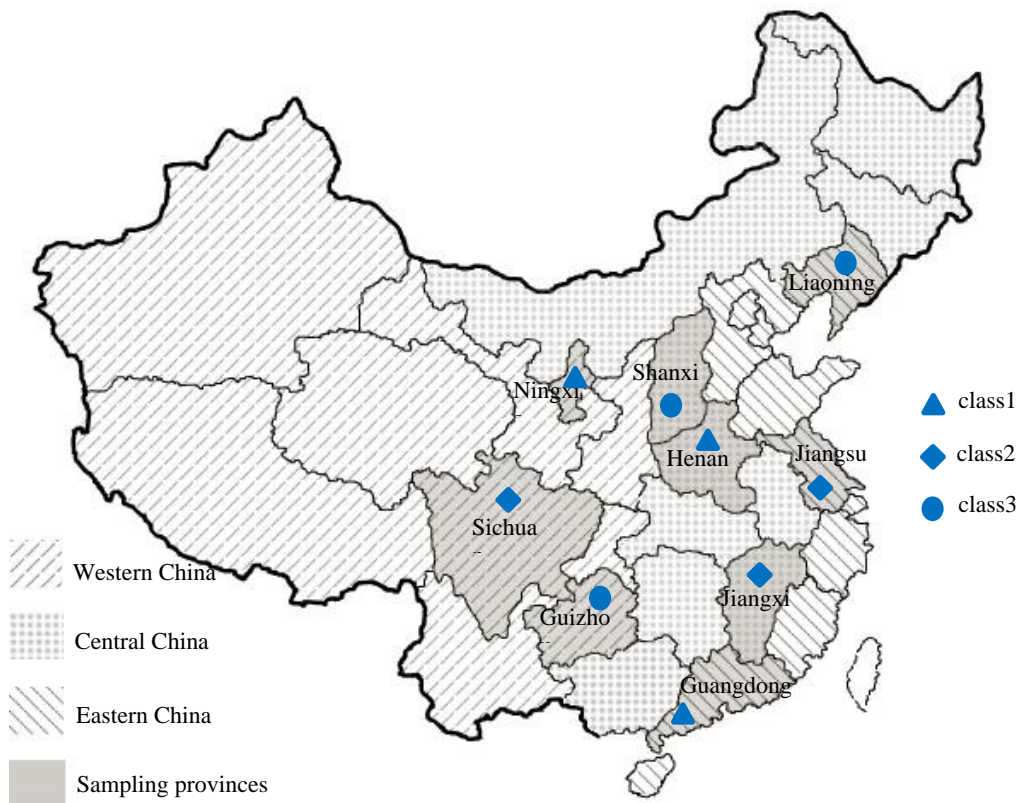 Liaoning
Shanxi
Ningxi
class1
Henan
Jiangsu
class2
class3
Sichua
Western China
Jiangxi
Guizho
Central China
Guangdong
Eastern China
Sampling provinces